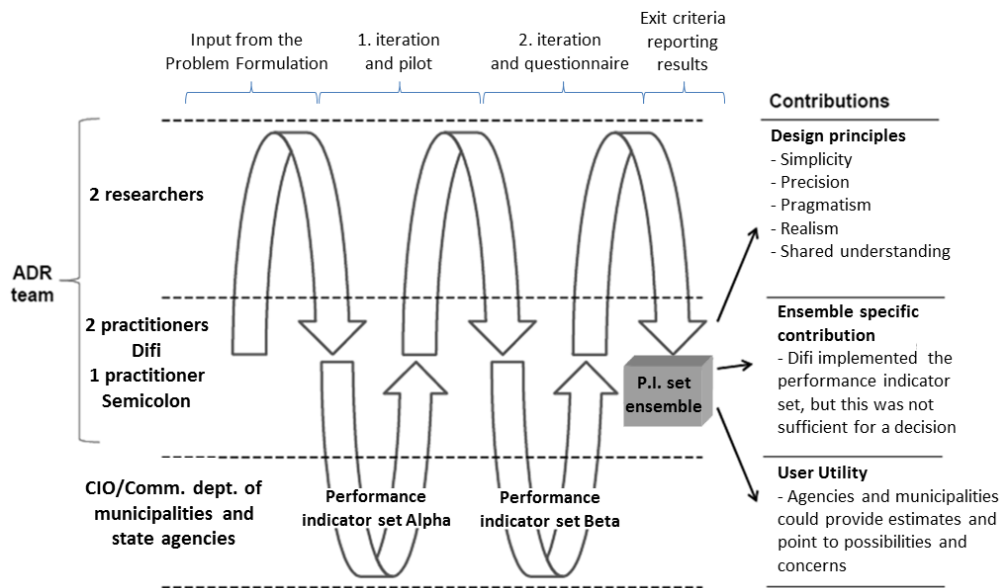 Input from the
Problem Formulation
1. iteration
and pilot
2. iteration
and questionnaire
Exit criteria
reporting
results
Contributions
Design principles
- Simplicity
- Precision
- Pragmatism
- Realism
- Shared understanding
2 researchers
ADR
team
2 practitioners
Difi
1 practitioner
Semicolon
P.I. set
ensemble
Ensemble specific
contribution
- Difi implemented the
performance indicator
set, but this was not
sufficient for a decision
CIO/Comm. dept. of
municipalities and
state agencies
Performance
indicator set Alpha
Performance
indicator set Beta
User Utility
- Agencies and municipalities
could provide estimates and
point to possibilities and
concerns